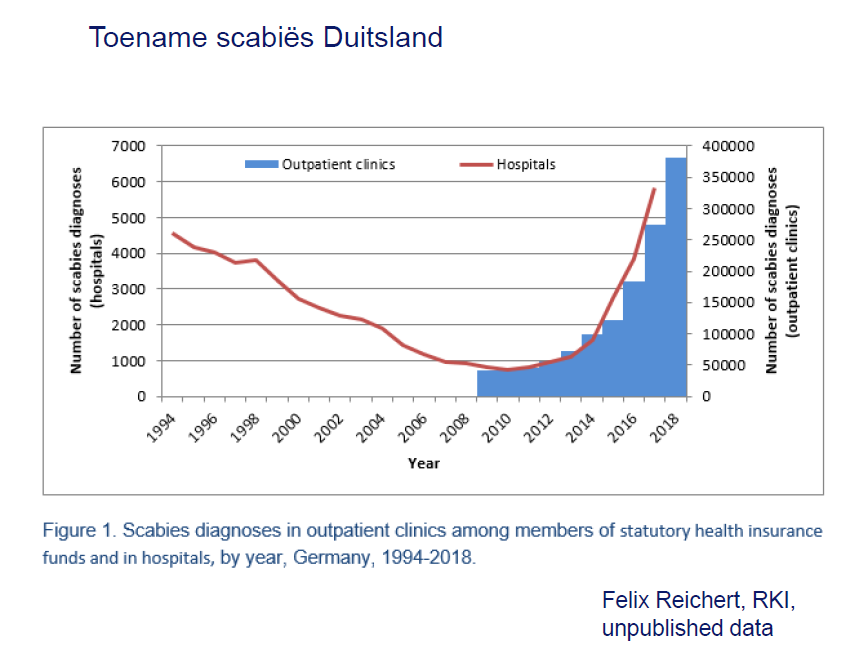 Toename scabiës Duitsland
7000
6000
5000
4000
3000
2000
1000
0
Number of scabies diagnoses
(hospitals)
Outpatient clinics
Hospitals
400000
350000
300000
250000
200000
150000
100000
50000
0
Number of scabies diagnoses
(outpatient clinics)
1994
1996
1998
2000
2002
2004
2006
2008
2010
2012
2014
2016
2018
Year
Figure 1. Scabies diagnoses in outpatient clinics among members of statutory health insurance
funds and in hospitals, by year, Germany, 1994-2018.
Felix Reichert, RKI,
unpublished data